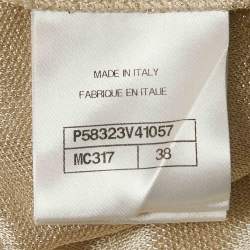 MADE IN ITALY
FABRIQUE EN ITALIE
P58323V41057
MC317 38